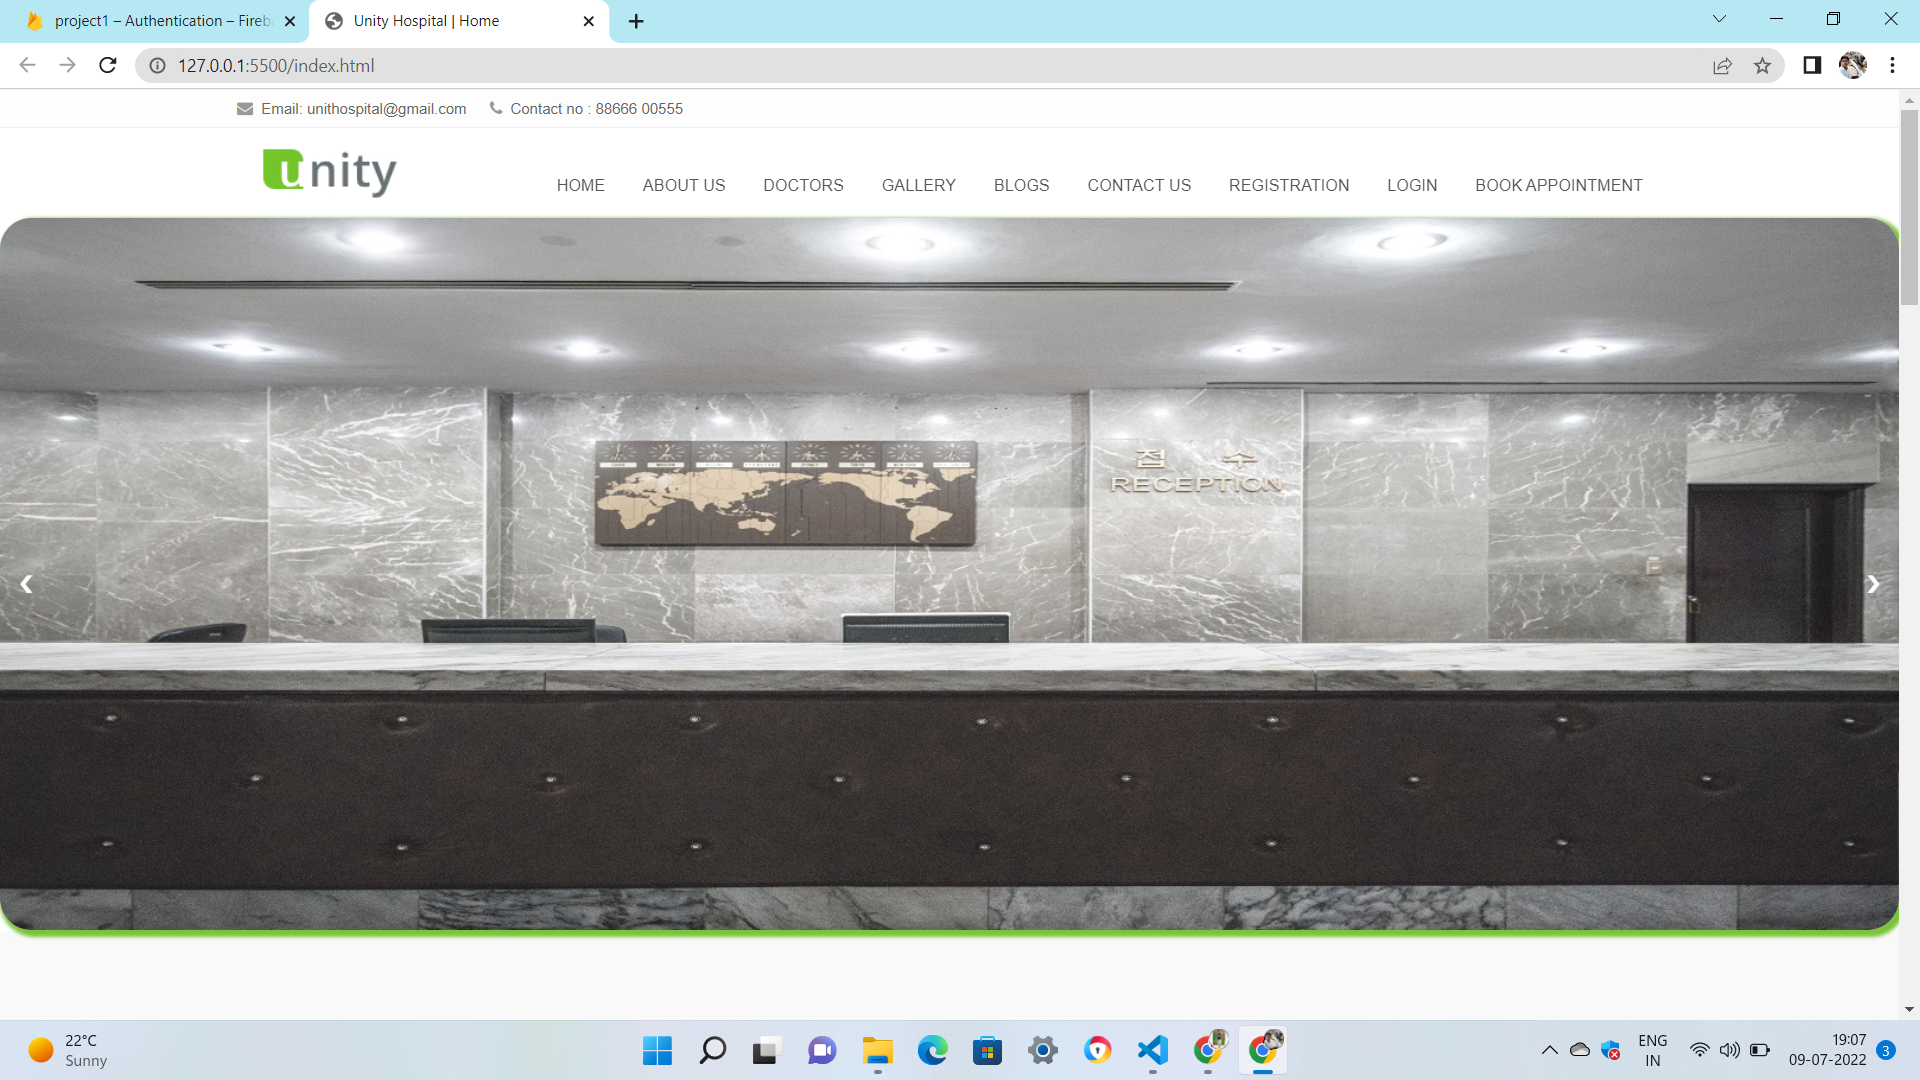 project1 – Authentication – Fireb
Unity Hospital | Home
127.0.0.1:5500/index.html
Email: unithospital@gmail.com
Contact no : 88666 00555
unity
HOME
ABOUT US
DOCTORS
GALLERY
BLOGS
CONTACT US
REGISTRATION
LOGIN
BOOK APPOINTMENT
접 수
RECEPTION
22°C
Sunny
ENG
IN
19:07
09-07-2022
3